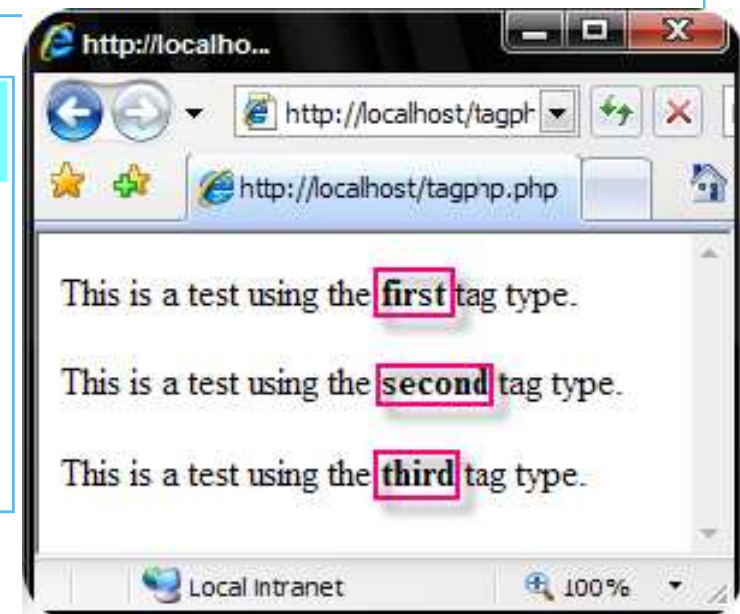 http://localho...
http://localhost/tagph
http://localhost/tagphp.php
This is a test using the first tag type.
This is a test using the second tag type.
This is a test using the third tag type.
Local intranet 100%